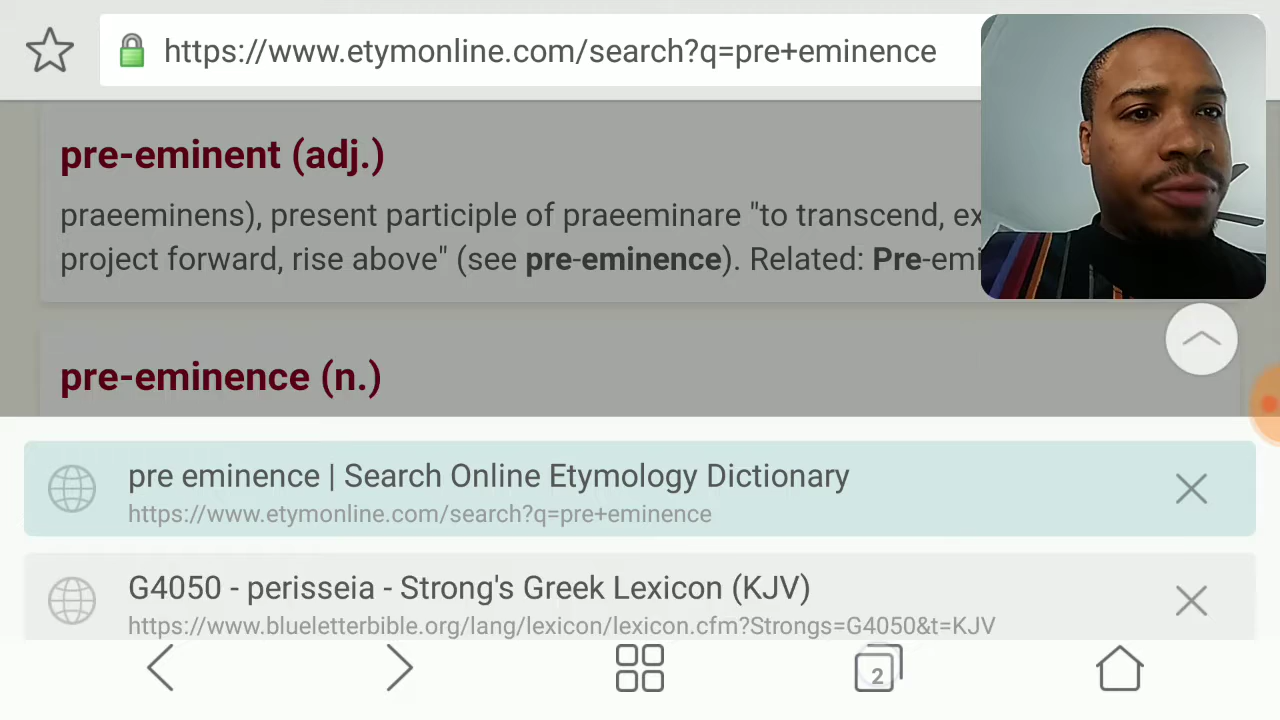 https://www.etymonline.com/search?q=pre+eminence
pre-eminent (adj.)
praeeminens), present participle of praeeminare "to transcend, ex
project forward, rise above" (see pre-eminence). Related: Pre-emi
pre-eminence (n.)
pre eminence | Search Online Etymology Dictionary
https://www.etymonline.com/search?q=pre+eminence
G4050 - perisseia - Strong's Greek Lexicon (KJV)
https://www.blueletterbible.org/lang/lexicon/lexicon.cfm?Strongs=G4050&t=KJV
2